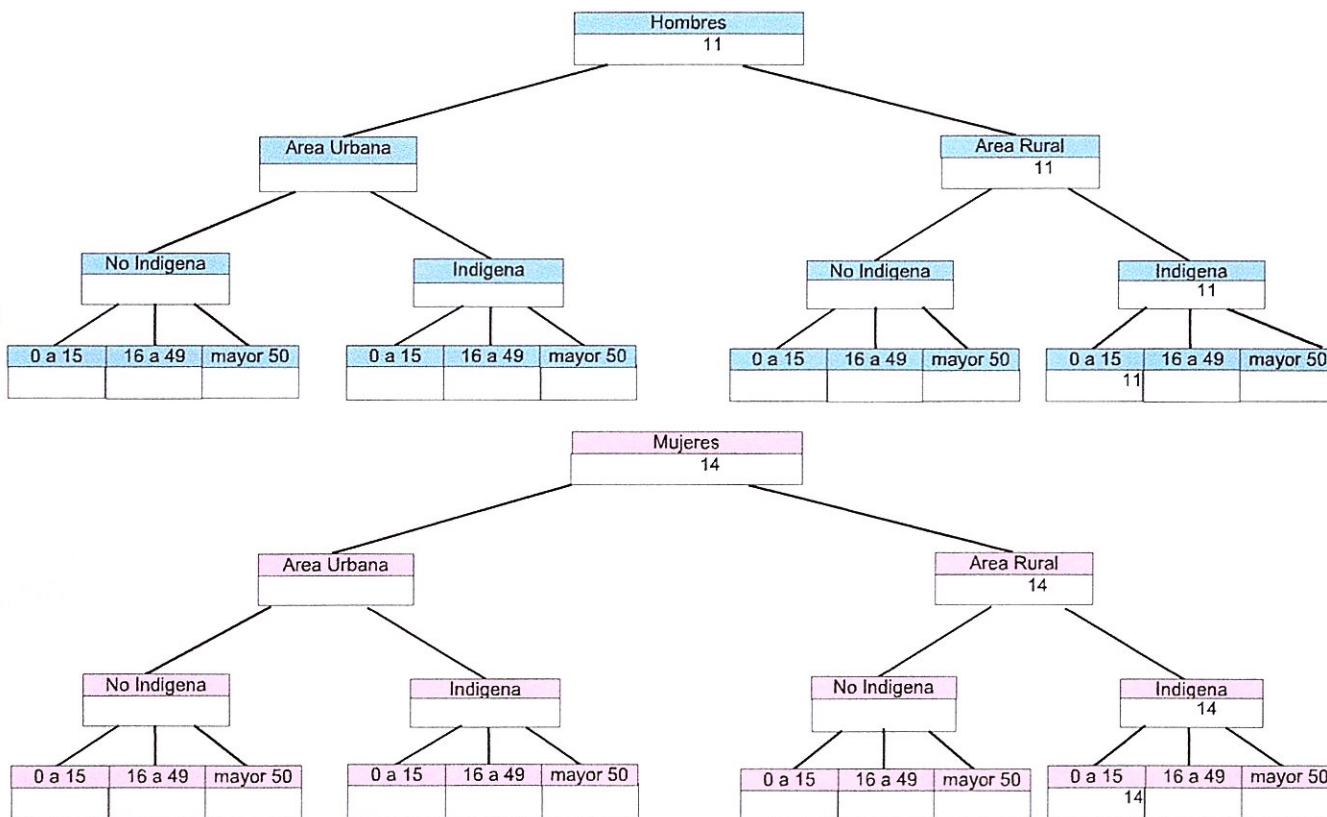 Hombres
11
Area Urbana
Area Rural
11
No Indigena
Indigena
No Indigena
Indigena
11
0 a 15 16 a 49 mayor 50
0 a 15 16 a 49 mayor 50
0 a 15 16 a 49 mayor 50
0 a 15 16 a 49 mayor 50
11
Mujeres
14
Area Urbana
Area Rural
14
No Indigena
Indigena
No Indigena
Indigena
14
0 a 15 16 a 49 mayor 50
0 a 15 16 a 49 mayor 50
0 a 15 16 a 49 mayor 50
0 a 15 16 a 49 mayor 50
14